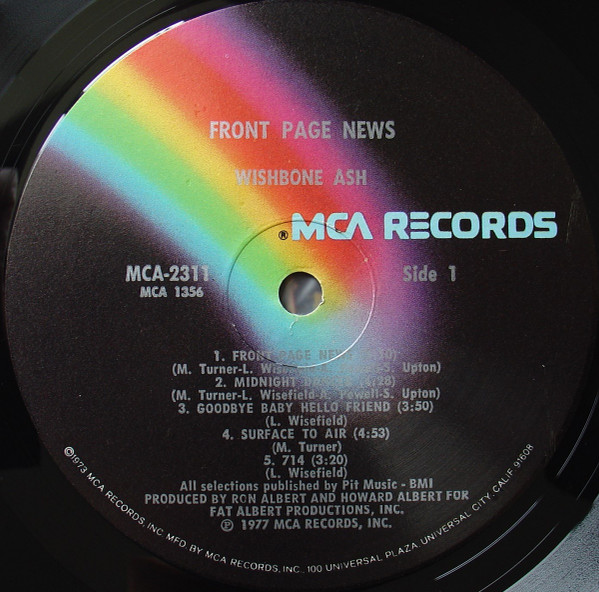 FRONT PAGE NEWS
WISHBONE ASH
® MCA RECORDS
MCA-2311
MCA 1356
Side 1
1. FRONT PAGE NEWS
(M. Turner-L. Upton)
2. MIDNIGHT (4:28)
(M. Turner-L. Wisefield-A. Powell-S. Upton)
3. GOODBYE BABY HELLO FRIEND (3:50)
(L. Wisefield)
4. SURFACE TO AIR (4:53)
(M. Turner)
5. 714 (3:20)
(L. Wisefield)
All selections published by Pit Music - BMI
PRODUCED BY RON ALBERT AND HOWARD ALBERT FOR
FAT ALBERT PRODUCTIONS, INC.
℗ 1977 MCA RECORDS, INC.
©1973 MCA RECORDS, INC. MFD. BY MCA RECORDS, INC., 100 UNIVERSAL PLAZA, UNIVERSAL CITY, CALIF. 91608